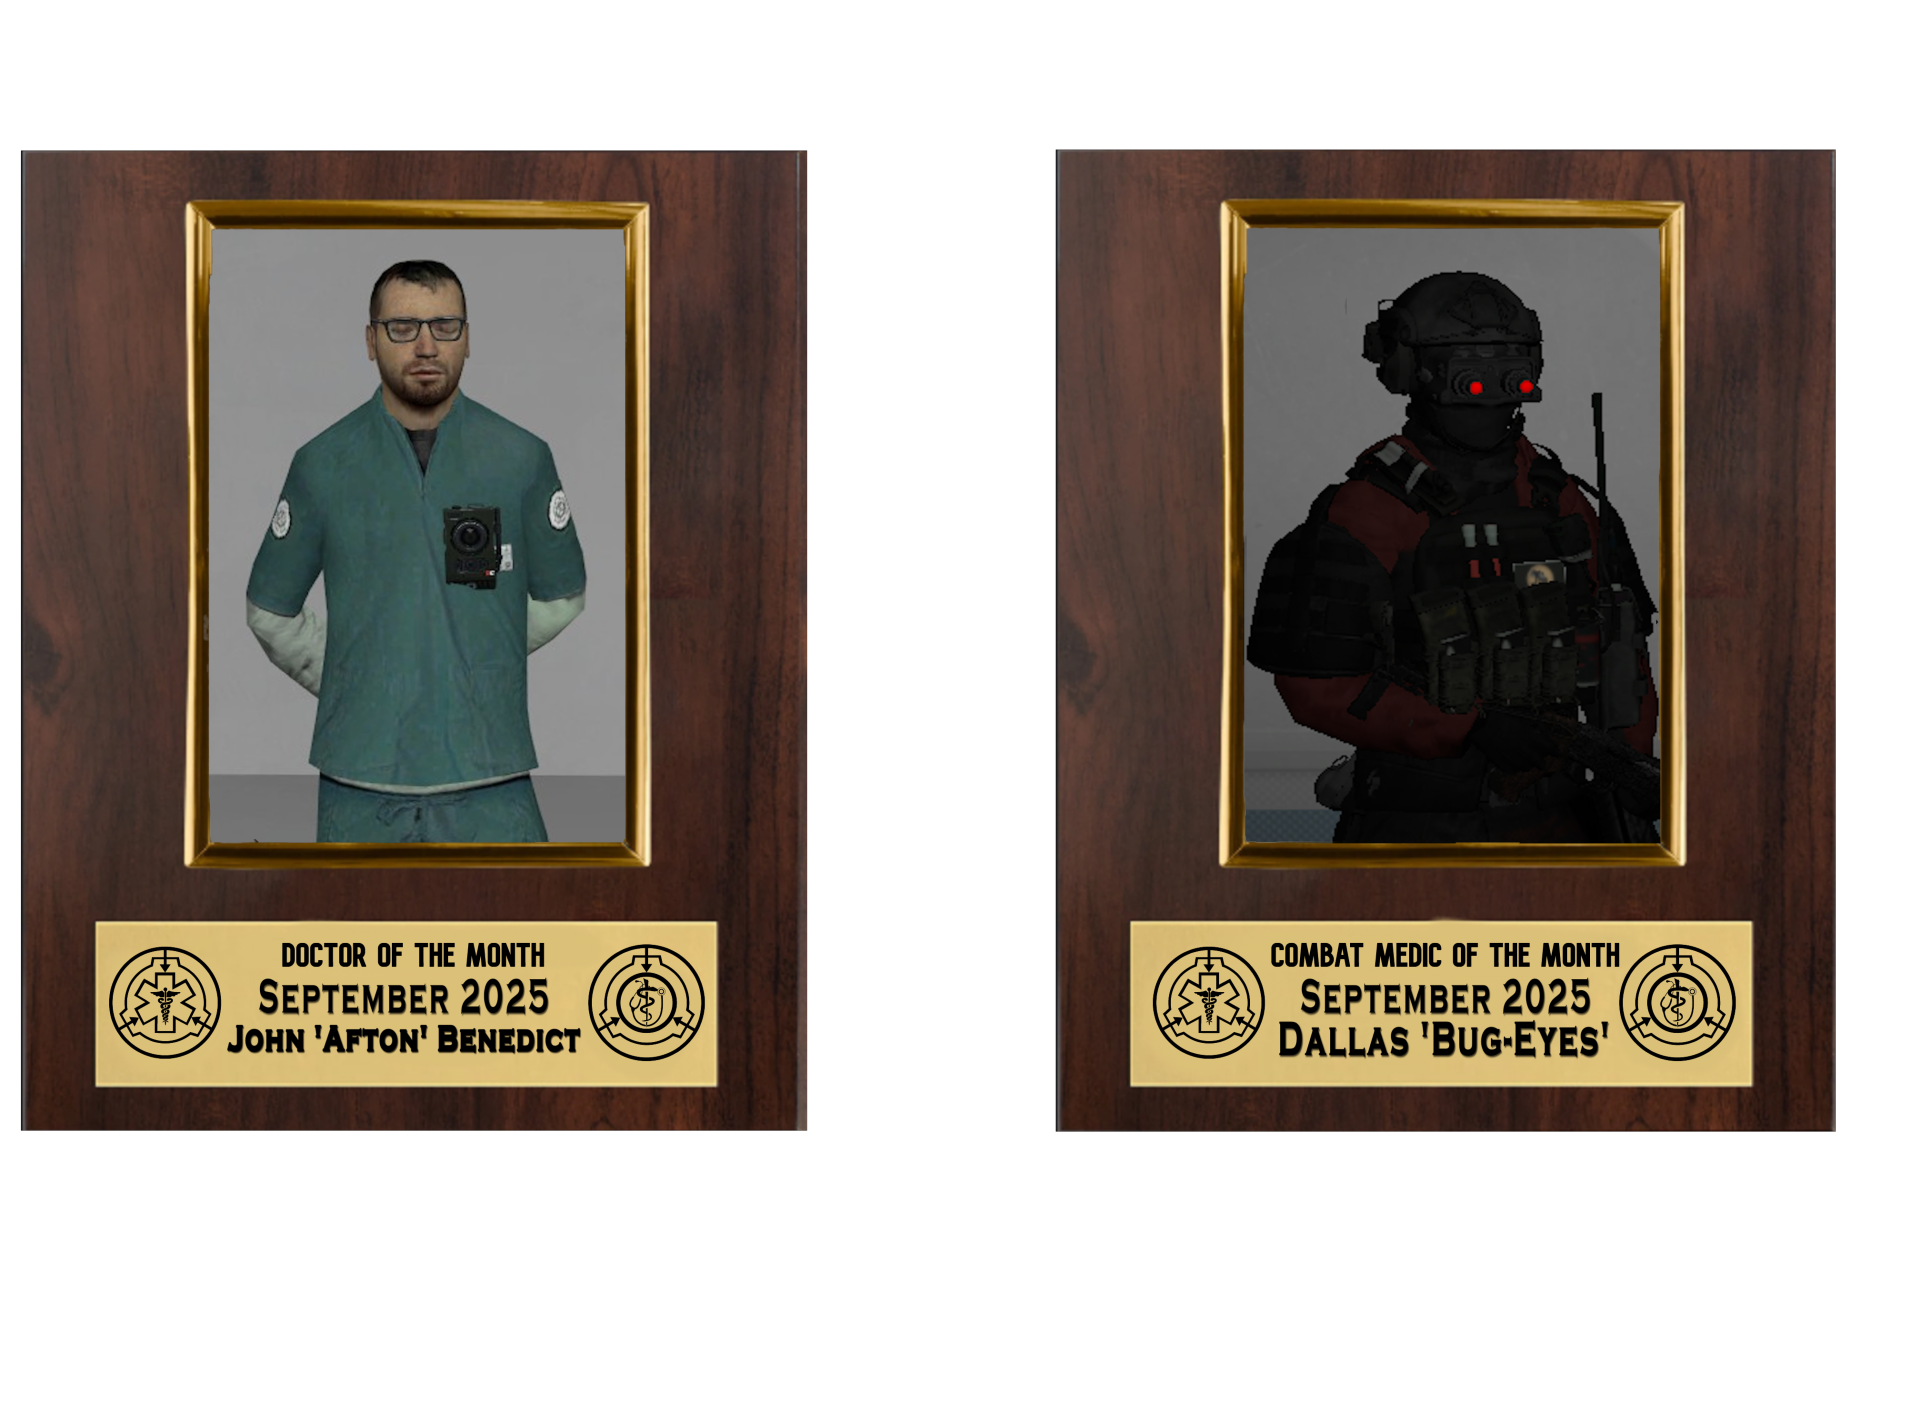 DOCTOR OF THE MONTH
SEPTEMBER 2025
JOHN 'AFTON' BENEDICT
COMBAT MEDIC OF THE MONTH
SEPTEMBER 2025
DALLAS 'BUG-EYES'